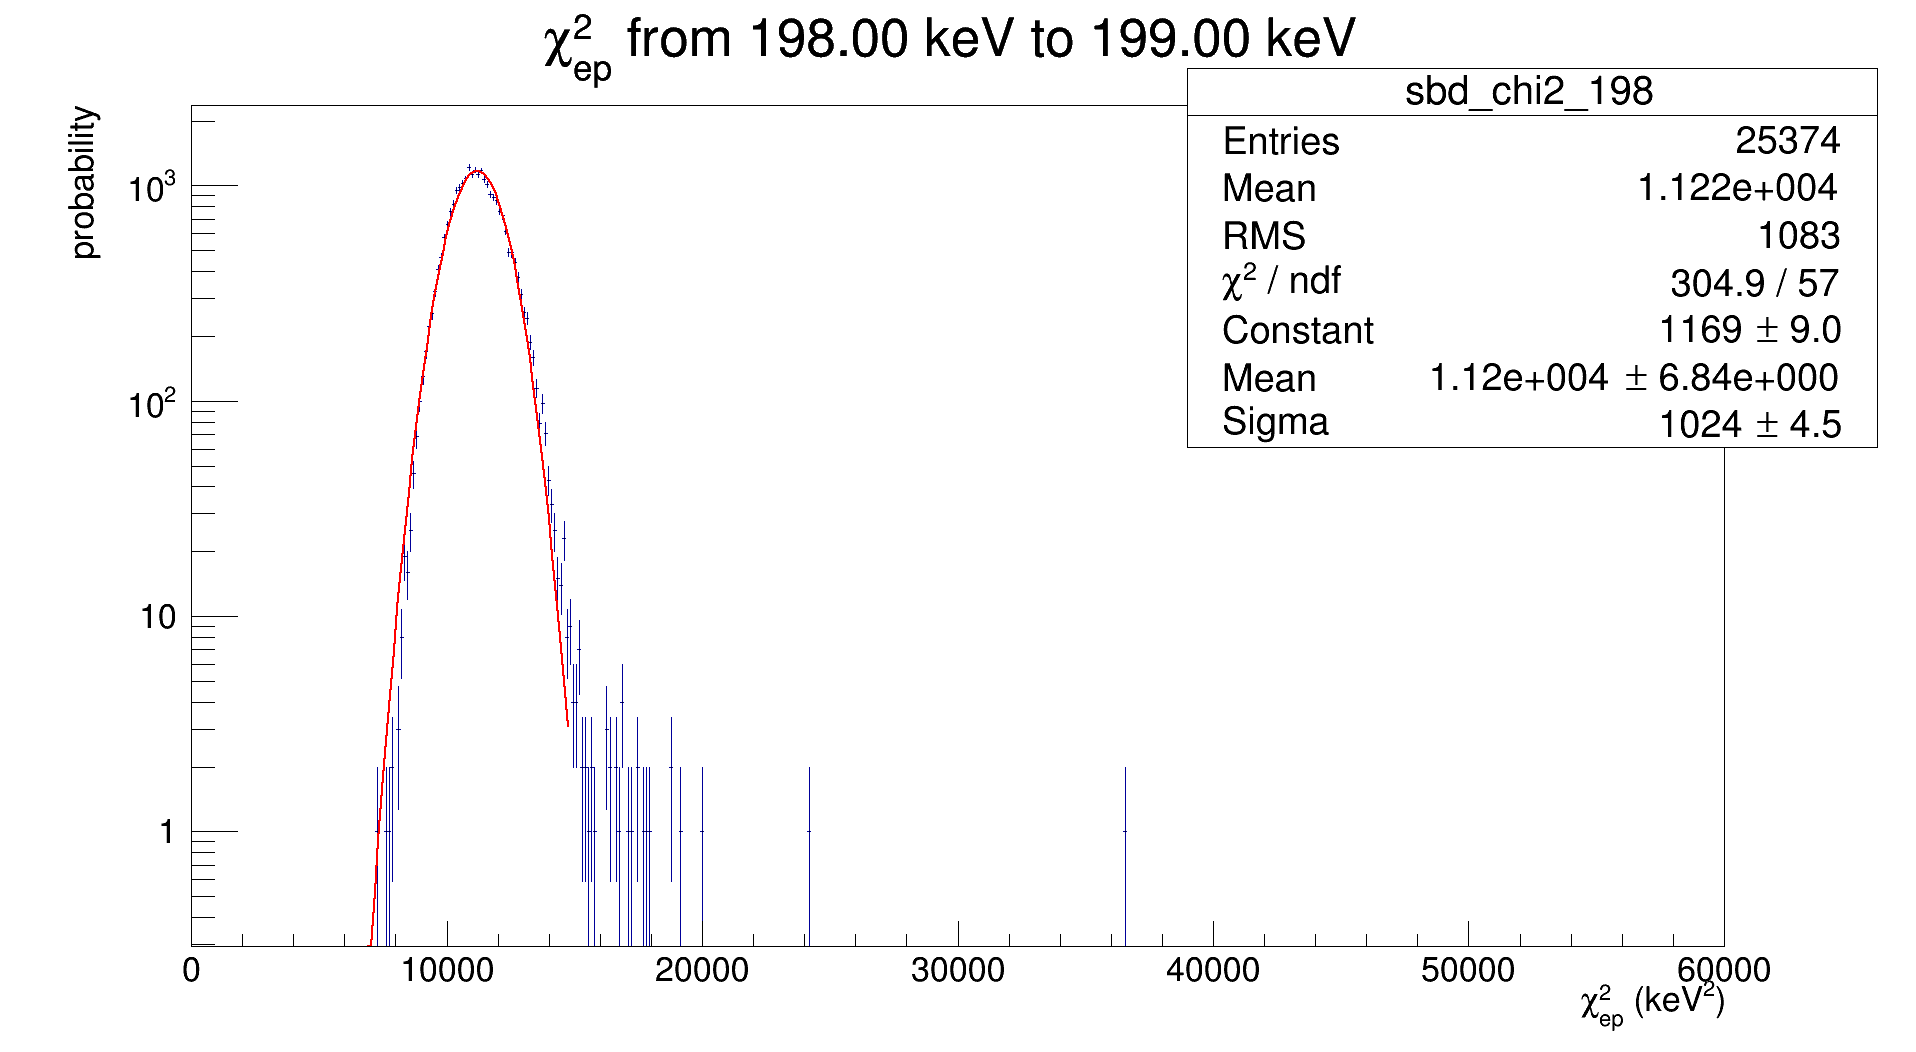 χ²ep from 198.00 keV to 199.00 keV
sbd_chi2_198
Entries 25374
Mean 1.122e+004
RMS 1083
χ² / ndf 304.9 / 57
Constant 1169 ± 9.0
Mean 1.12e+004 ± 6.84e+000
Sigma 1024 ± 4.5
probability
10³
10²
10
1
0 10000 20000 30000 40000 50000 60000
χ²ep (keV²)